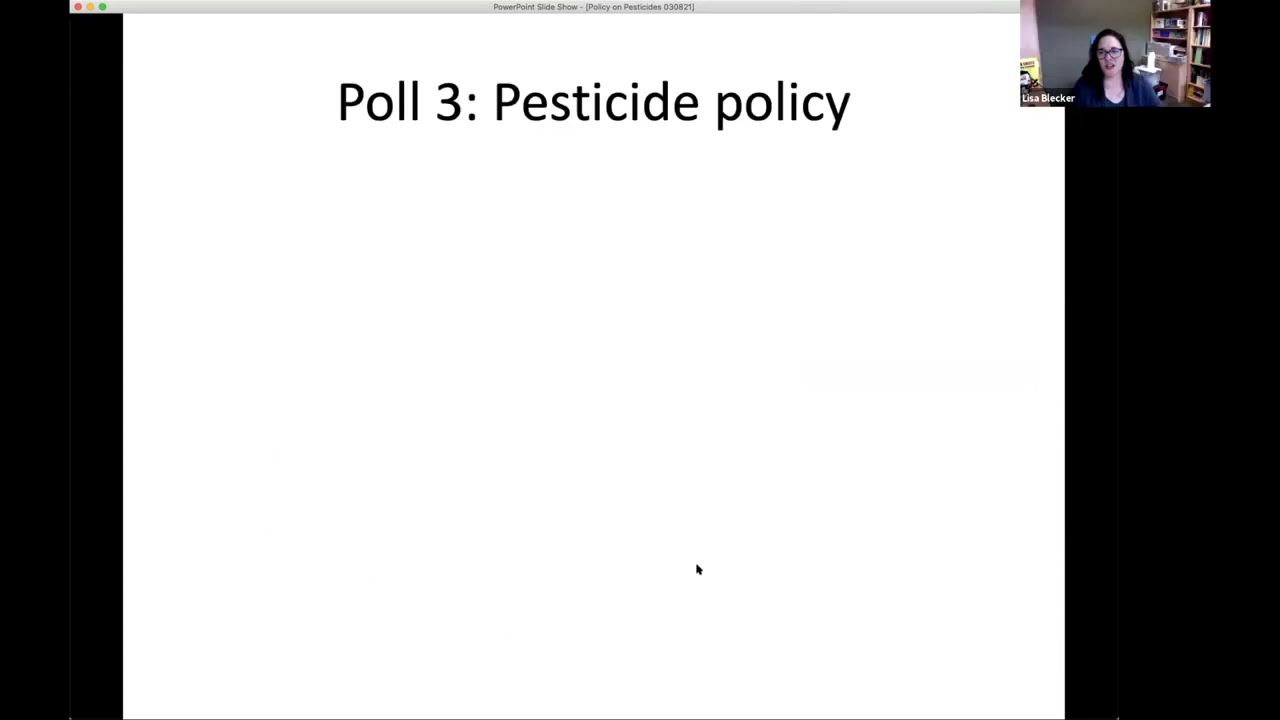 PowerPoint Slide Show - [Policy on Pesticides 030821]
Poll 3: Pesticide policy
Lisa Blecker